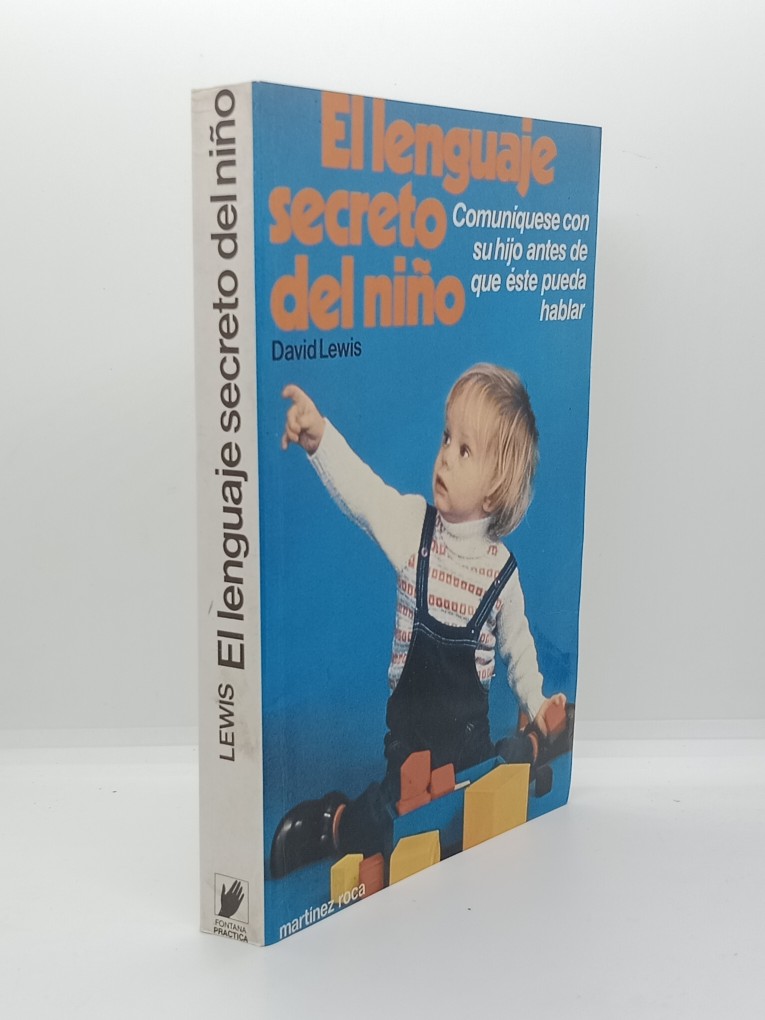 El lenguaje
secreto
del niño
Comuníquese con
su hijo antes de
que éste pueda
hablar
David Lewis
martínez roca
LEWIS El lenguaje secreto del niño
FONTANA
PRACTICA